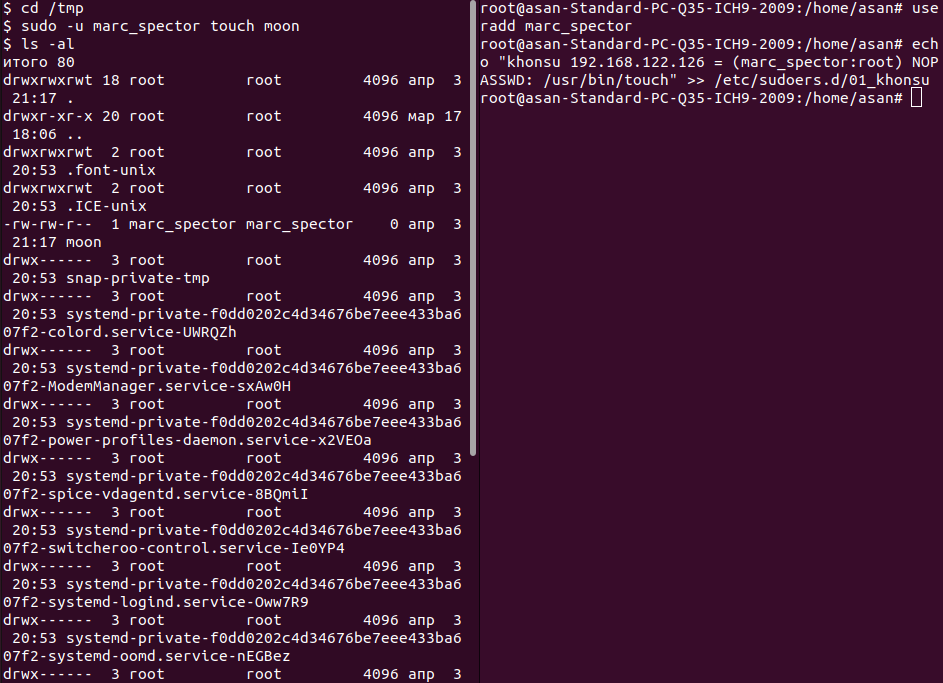 $ cd /tmp
$ sudo -u marc_spector touch moon
$ ls -al
итого 80
drwxrwxrwt 18 root         root         4096 апр  3
 21:17 .
drwxr-xr-x 20 root         root         4096 мар 17
 18:06 ..
drwxrwxrwt  2 root         root         4096 апр  3
 20:53 .font-unix
drwxrwxrwt  2 root         root         4096 апр  3
 20:53 .ICE-unix
-rw-rw-r--  1 marc_spector marc_spector    0 апр  3
 21:17 moon
drwx------  3 root         root         4096 апр  3
 20:53 snap-private-tmp
drwx------  3 root         root         4096 апр  3
 20:53 systemd-private-f0dd0202c4d34676be7eee433ba6
07f2-colord.service-UWRQZh
drwx------  3 root         root         4096 апр  3
 20:53 systemd-private-f0dd0202c4d34676be7eee433ba6
07f2-ModemManager.service-sxAw0H
drwx------  3 root         root         4096 апр  3
 20:53 systemd-private-f0dd0202c4d34676be7eee433ba6
07f2-power-profiles-daemon.service-x2VEOa
drwx------  3 root         root         4096 апр  3
 20:53 systemd-private-f0dd0202c4d34676be7eee433ba6
07f2-spice-vdagentd.service-8BQmiI
drwx------  3 root         root         4096 апр  3
 20:53 systemd-private-f0dd0202c4d34676be7eee433ba6
07f2-switcheroo-control.service-Ie0YP4
drwx------  3 root         root         4096 апр  3
 20:53 systemd-private-f0dd0202c4d34676be7eee433ba6
07f2-systemd-logind.service-Oww7R9
drwx------  3 root         root         4096 апр  3
 20:53 systemd-private-f0dd0202c4d34676be7eee433ba6
07f2-systemd-oomd.service-nEGBez
drwx------  3 root         root         4096 апр  3
root@asan-Standard-PC-Q35-ICH-2009:/home/asan# use
radd marc_spector
root@asan-Standard-PC-Q35-ICH9-2009:/home/asan# ech
o "khonsu 192.168.122.126 = (marc_spector:root) NOP
ASSWD: /usr/bin/touch" >> /etc/sudoers.d/01_khonsu
root@asan-Standard-PC-Q35-ICH9-2009:/home/asan#